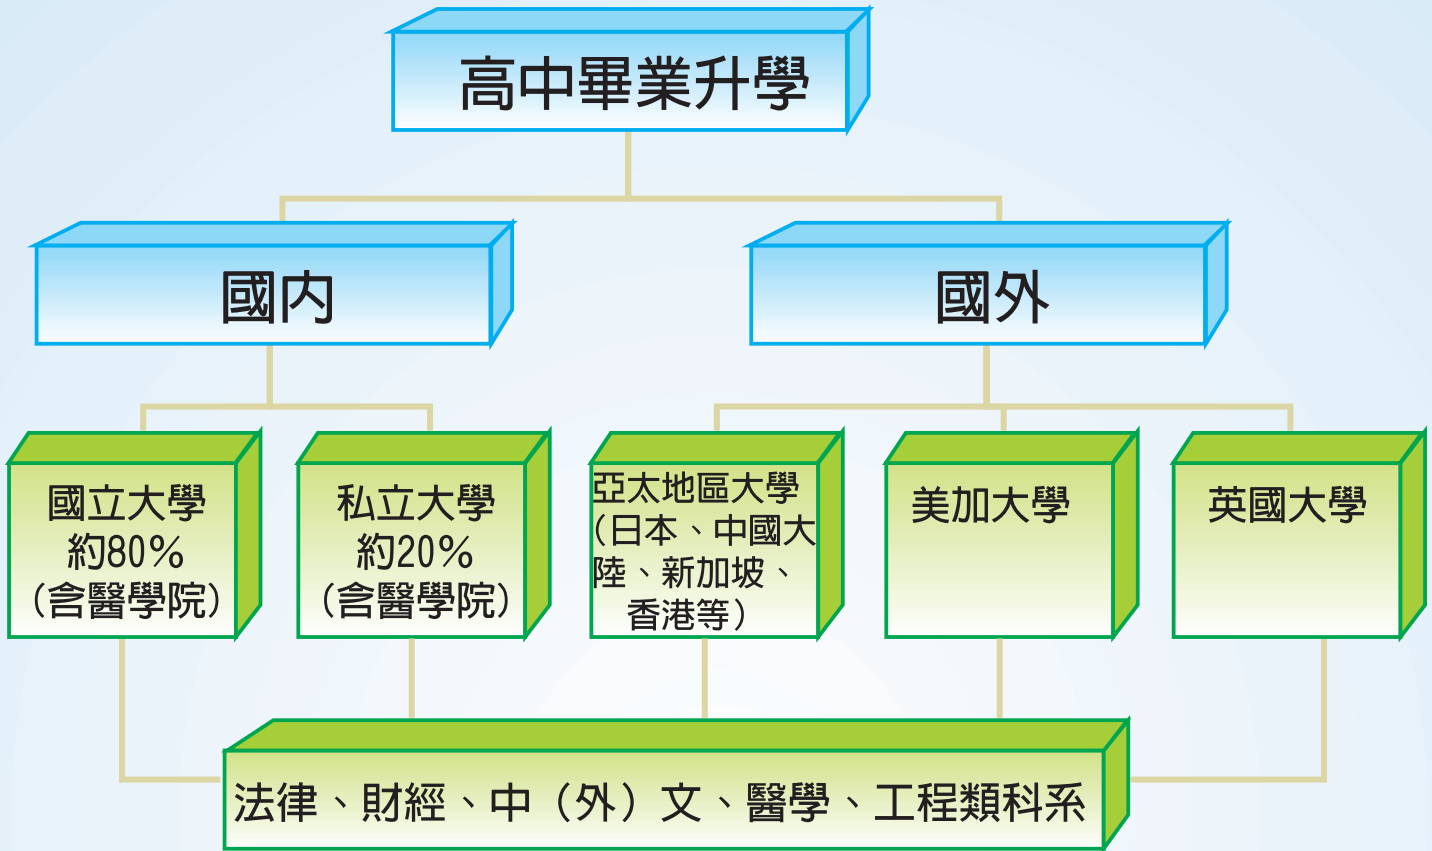 高中畢業升學
國內
國外
國立大學
約80%
(含醫學院)
私立大學
約20%
(含醫學院)
亞太地區大學
(日本、中國大
陸、新加坡、
香港等)
美加大學
英國大學
法律、財經、中(外)文、醫學、工程類科系